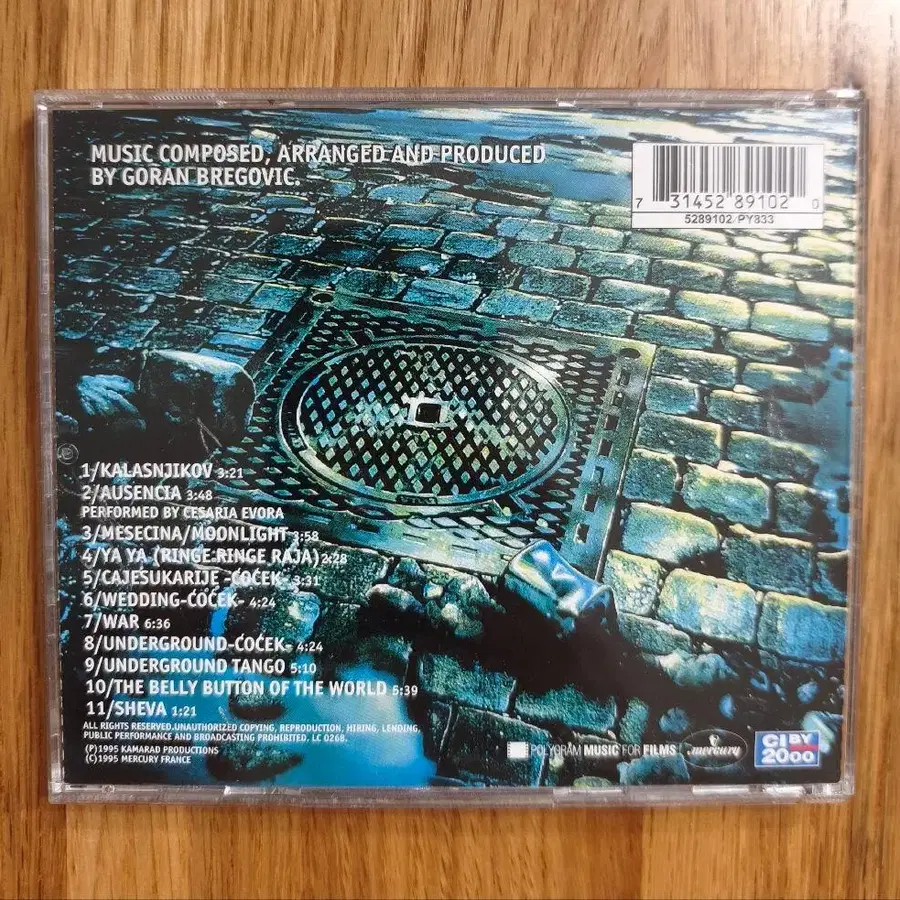 MUSIC COMPOSED, ARRANGED AND PRODUCED
BY GORAN BREGOVIC.
7 31452 89102 0
5289102 PY833
1/KALASNJIKOV 3:21
2/AUSENCIA 3:48
PERFORMED BY CESARIA EVORA
3/MESECINA/MOONLIGHT 3:58
4/YA YA (RINGE RINGE RAJA) 2:28
5/CAJESUKARIJE -ĆOĆEK- 3:31
6/WEDDING-ĆOĆEK- 4:24
7/WAR 6:36
8/UNDERGROUND-ĆOĆEK- 4:24
9/UNDERGROUND TANGO 5:10
10/THE BELLY BUTTON OF THE WORLD 5:39
11/SHEVA 1:21
ALL RIGHTS RESERVED.UNAUTHORIZED COPYING, REPRODUCTION, HIRING, LENDING,
PUBLIC PERFORMANCE AND BROADCASTING PROHIBITED. LC 0268.
(P)1995 KAMARAD PRODUCTIONS
(C)1995 MERCURY FRANCE
POLYGRAM MUSIC FOR FILMS
mercury
CI BY
2000